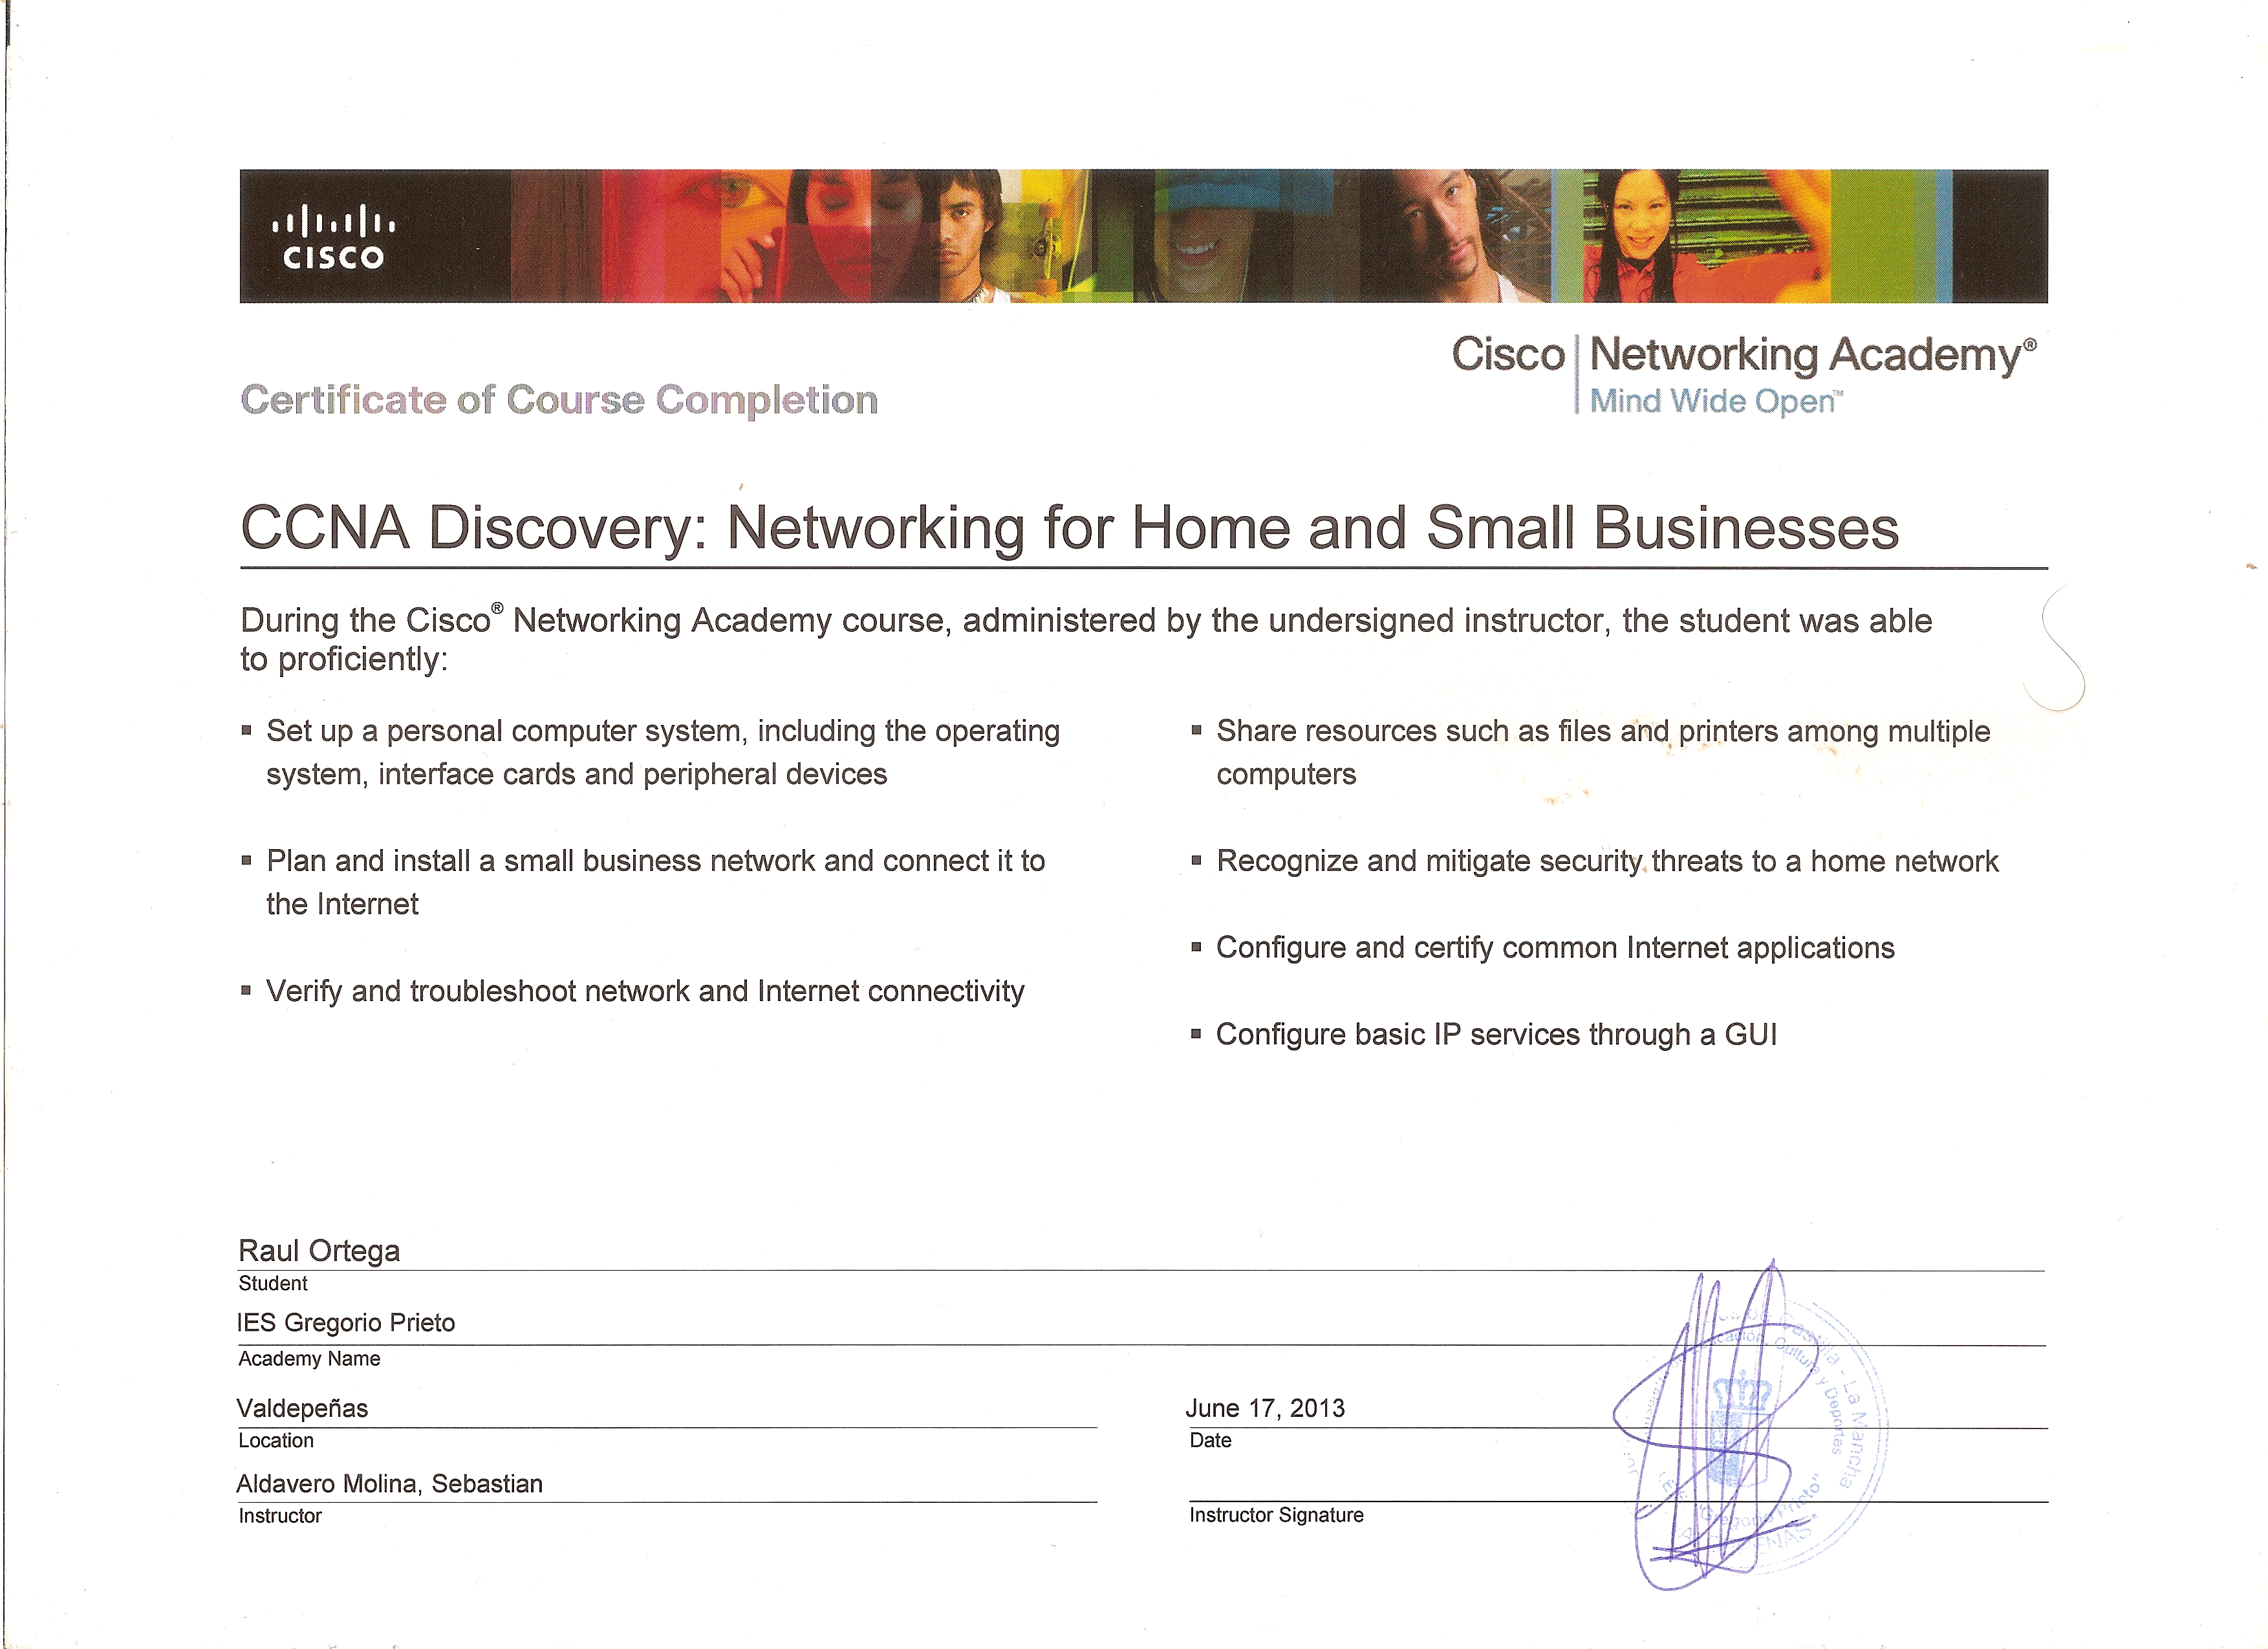 CISCO
Cisco Networking Academy®
Mind Wide Open™
Certificate of Course Completion
CCNA Discovery: Networking for Home and Small Businesses
During the Cisco® Networking Academy course, administered by the undersigned instructor, the student was able
to proficiently:
▪ Set up a personal computer system, including the operating
system, interface cards and peripheral devices
▪ Plan and install a small business network and connect it to
the Internet
▪ Verify and troubleshoot network and Internet connectivity
▪ Share resources such as files and printers among multiple
computers
▪ Recognize and mitigate security threats to a home network
▪ Configure and certify common Internet applications
▪ Configure basic IP services through a GUI
Raul Ortega
Student
IES Gregorio Prieto
Academy Name
Valdepeñas
Location
June 17, 2013
Date
Aldavero Molina, Sebastian
Instructor
Instructor Signature
Castilla - La Mancha
Cultura y Deportes
Gregorio Prieto"